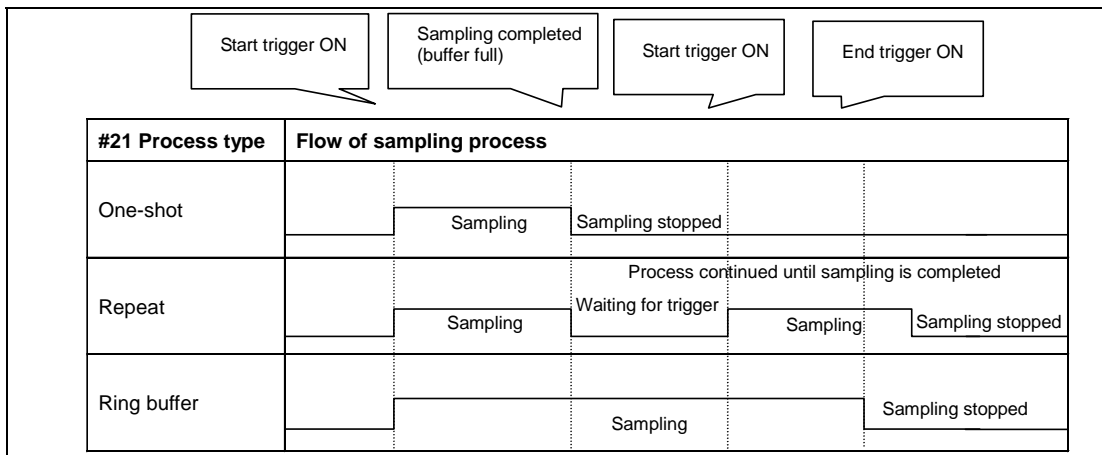 Start trigger ON
Sampling completed
(buffer full)
Start trigger ON
End trigger ON
#21 Process type
Flow of sampling process
One-shot
Sampling
Sampling stopped
Repeat
Process continued until sampling is completed
Sampling
Waiting for trigger
Sampling
Sampling stopped
Ring buffer
Sampling
Sampling stopped